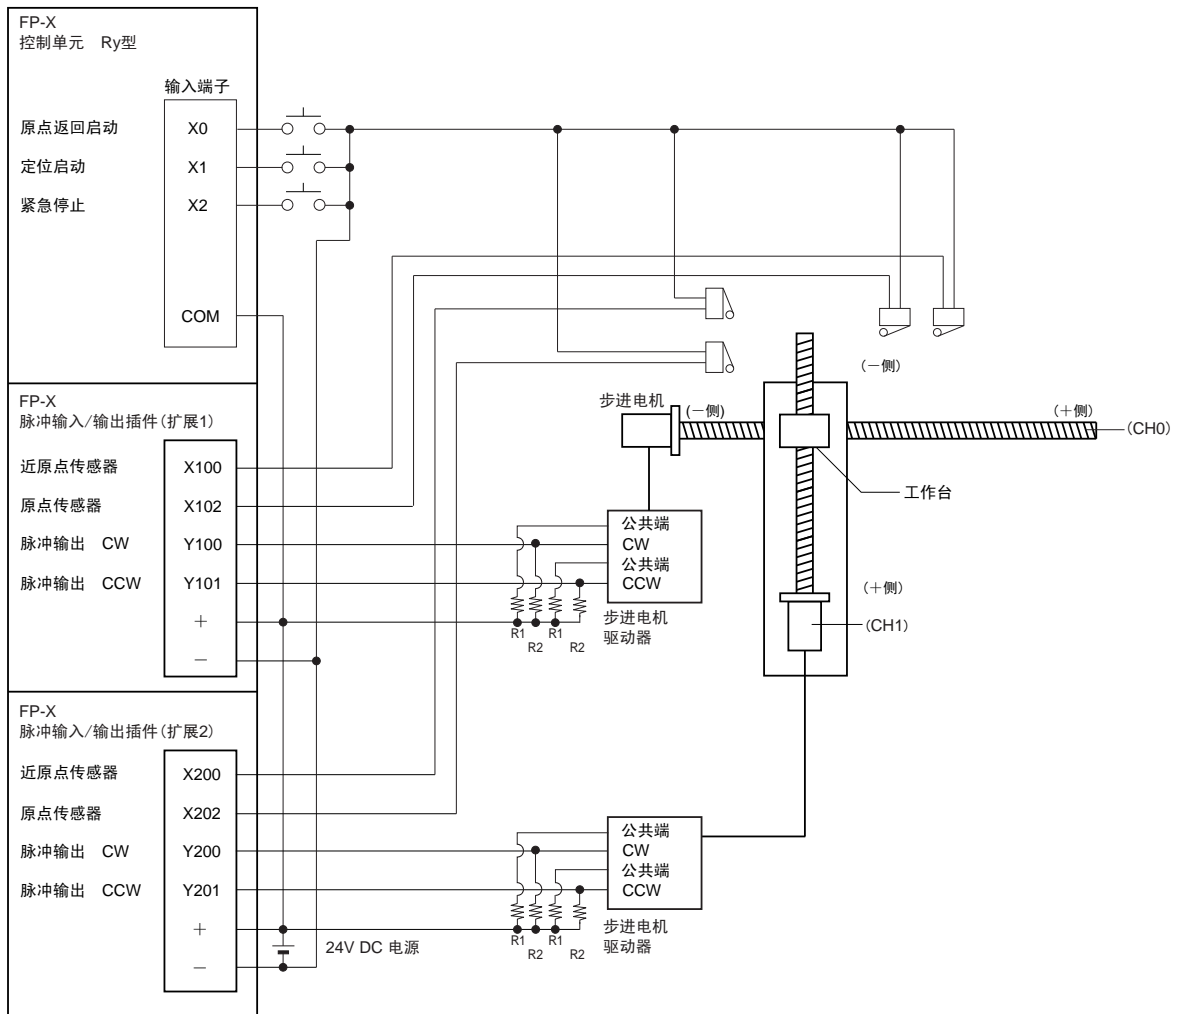 FP-X
控制单元 Ry型
输入端子
原点返回启动 X0
定位启动 X1
紧急停止 X2
COM
FP-X
脉冲输入/输出插件(扩展1)
近原点传感器 X100
原点传感器 X102
脉冲输出 CW Y100
脉冲输出 CCW Y101
+
−
FP-X
脉冲输入/输出插件(扩展2)
近原点传感器 X200
原点传感器 X202
脉冲输出 CW Y200
脉冲输出 CCW Y201
+
−
24V DC 电源
步进电机
(−侧)
(−侧)
(+侧)
(CH0)
工作台
(+侧)
(CH1)
公共端
CW
公共端
CCW
步进电机
驱动器
R1 R1
R2 R2
公共端
CW
公共端
CCW
步进电机
驱动器
R1 R1
R2 R2